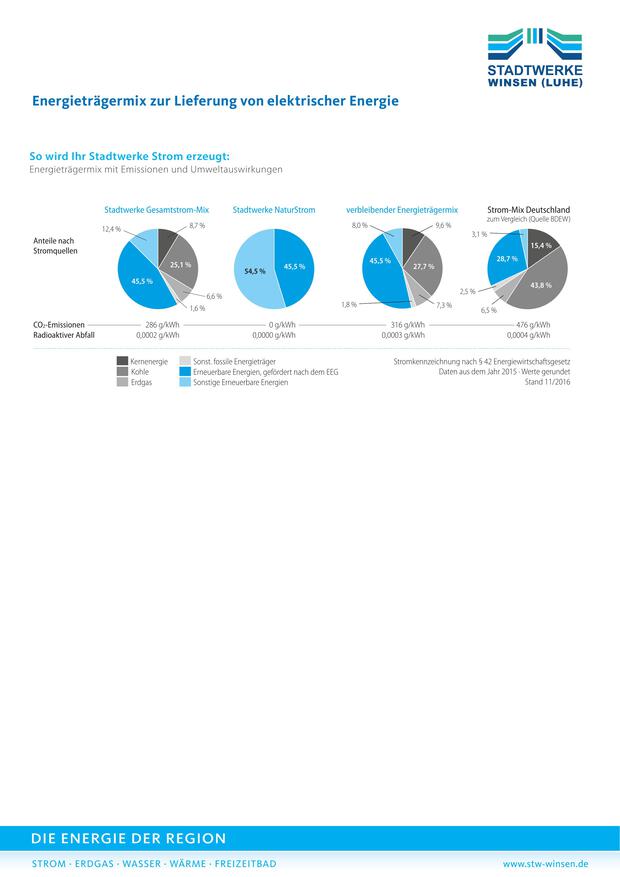 STADTWERKE
WINSEN (LUHE)
Energieträgermix zur Lieferung von elektrischer Energie
So wird Ihr Stadtwerke Strom erzeugt:
Energieträgermix mit Emissionen und Umweltauswirkungen
Stadtwerke Gesamtstrom-Mix
Stadtwerke NaturStrom
verbleibender Energieträgermix
Strom-Mix Deutschland
zum Vergleich (Quelle BDEW)
Anteile nach
Stromquellen
12,4 %
8,7 %
25,1 %
45,5 %
6,6 %
1,6 %
54,5 %
45,5 %
8,0 %
9,6 %
45,5 %
27,7 %
1,8 %
7,3 %
3,1 %
15,4 %
28,7 %
43,8 %
2,5 %
6,5 %
CO₂-Emissionen 286 g/kWh 0 g/kWh 316 g/kWh 476 g/kWh
Radioaktiver Abfall 0,0002 g/kWh 0,0000 g/kWh 0,0003 g/kWh 0,0004 g/kWh
Kernenergie
Kohle
Erdgas
Sonst. fossile Energieträger
Erneuerbare Energien, gefördert nach dem EEG
Sonstige Erneuerbare Energien
Stromkennzeichnung nach § 42 Energiewirtschaftsgesetz
Daten aus dem Jahr 2015 · Werte gerundet
Stand 11/2016
DIE ENERGIE DER REGION
STROM · ERDGAS · WASSER · WÄRME · FREIZEITBAD
www.stw-winsen.de